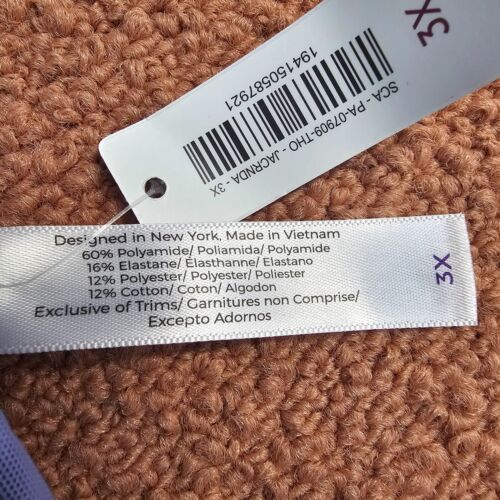 3X
SCA - PA-07909-THO - JACRNDA - 3X
194150587921
Designed in New York, Made in Vietnam
60% Polyamide/ Poliamida/ Polyamide
16% Elastane/ Élasthanne/ Elastano
12% Polyester/ Polyester/ Poliester
12% Cotton/ Coton/ Algodon
Exclusive of Trims/ Garnitures non Comprise/
Excepto Adornos
3X